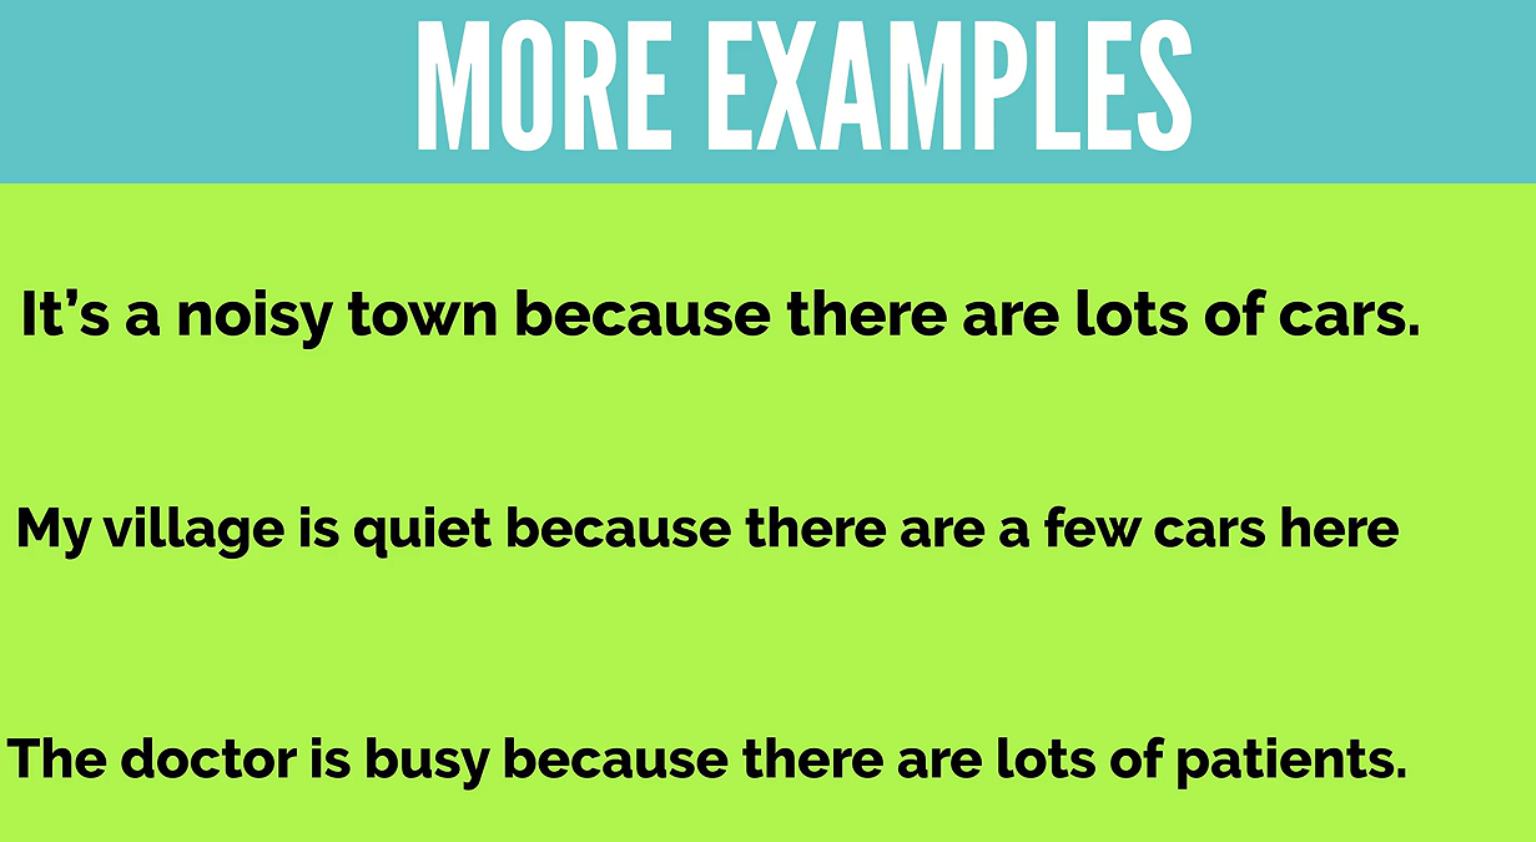 MORE EXAMPLES
It’s a noisy town because there are lots of cars.
My village is quiet because there are a few cars here
The doctor is busy because there are lots of patients.